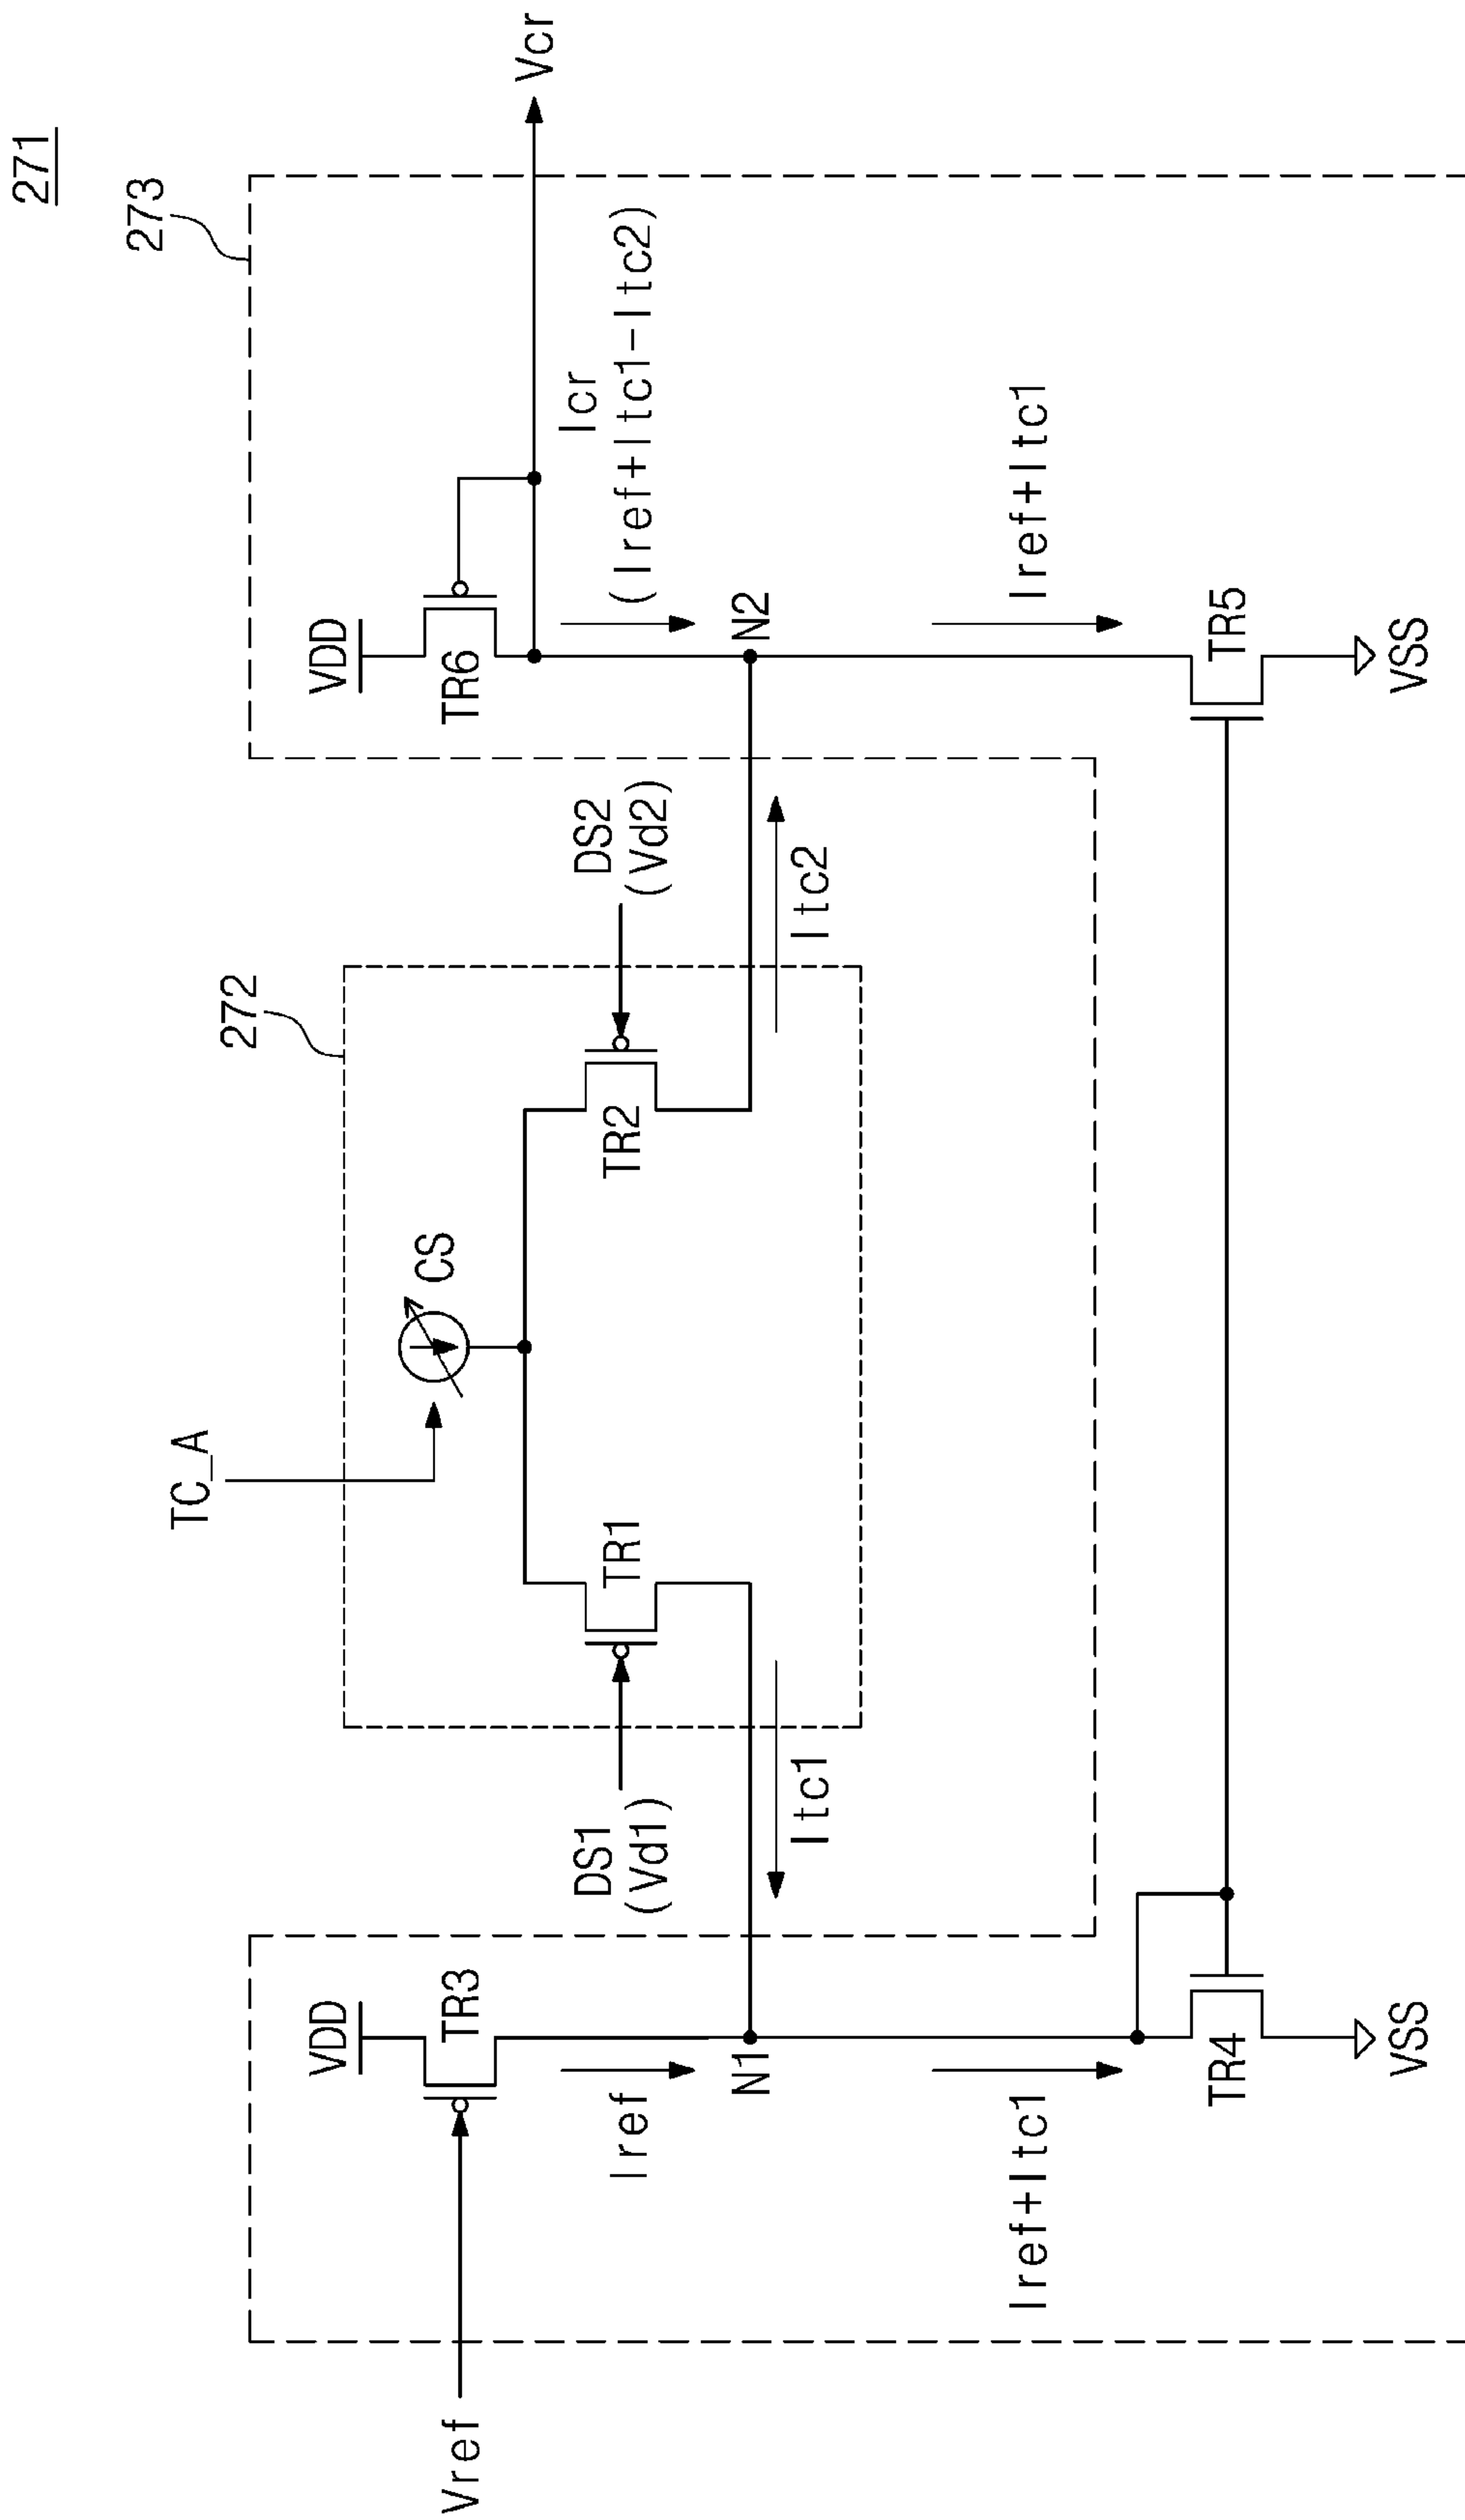 271
273
272
TC_A
CS
VDD
VDD
TR3
TR6
Vref
Vcr
DS1
(Vd1)
TR1
TR2
DS2
(Vd2)
Iref
Icr
(Iref+Itc1-Itc2)
N1
N2
Itc1
Itc2
Iref+Itc1
Iref+Itc1
TR4
TR5
VSS
VSS